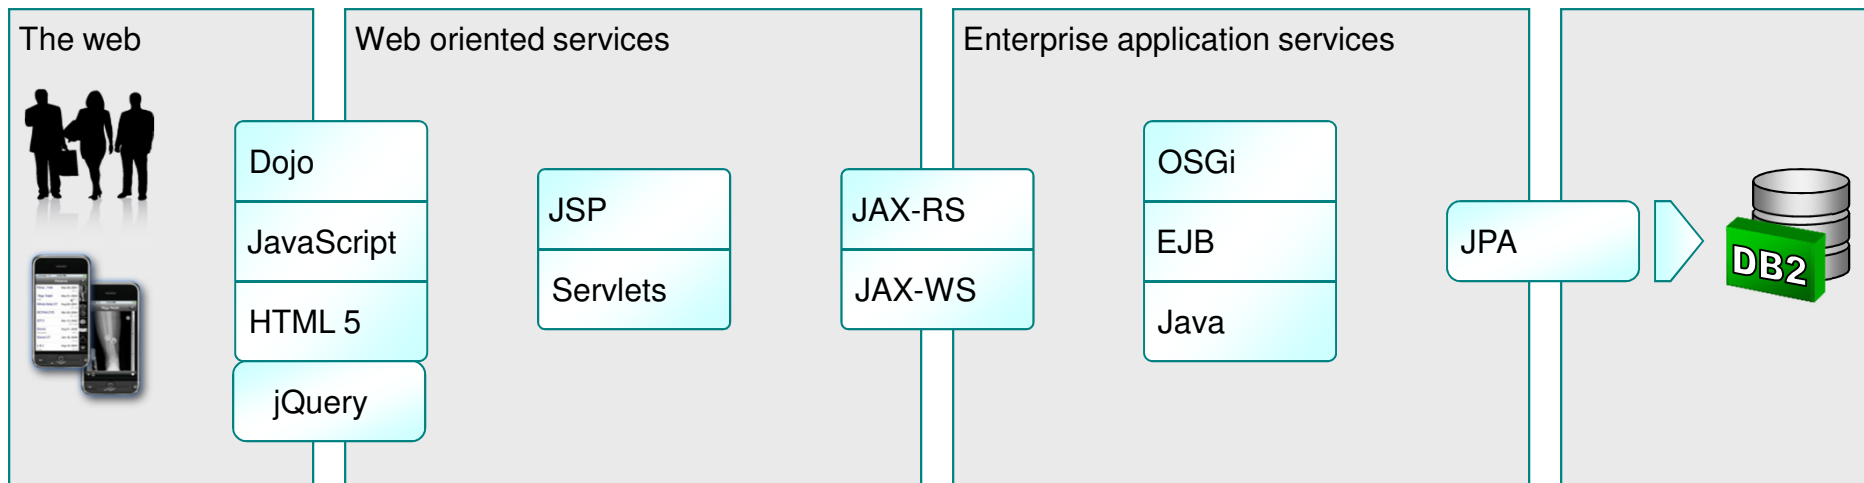 The web
Web oriented services
Enterprise application services
Dojo
JavaScript
HTML 5
jQuery
JSP
Servlets
JAX-RS
JAX-WS
OSGi
EJB
Java
JPA
DB2